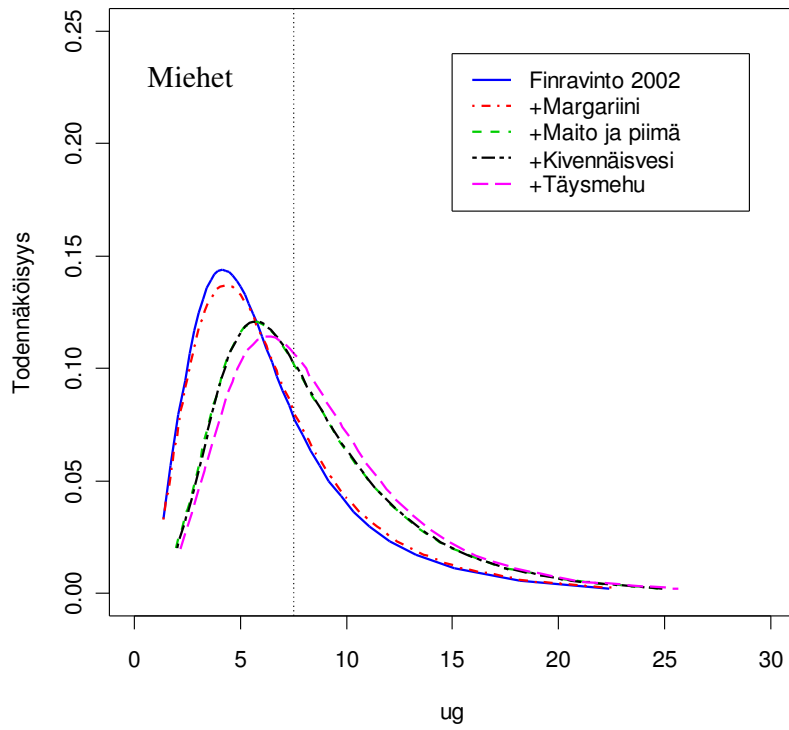 Miehet
Finravinto 2002
+Margariini
+Maito ja piimä
+Kivennäisvesi
+Täysmehu
Todennäköisyys
0.25
0.20
0.15
0.10
0.05
0.00
0 5 10 15 20 25 30
ug